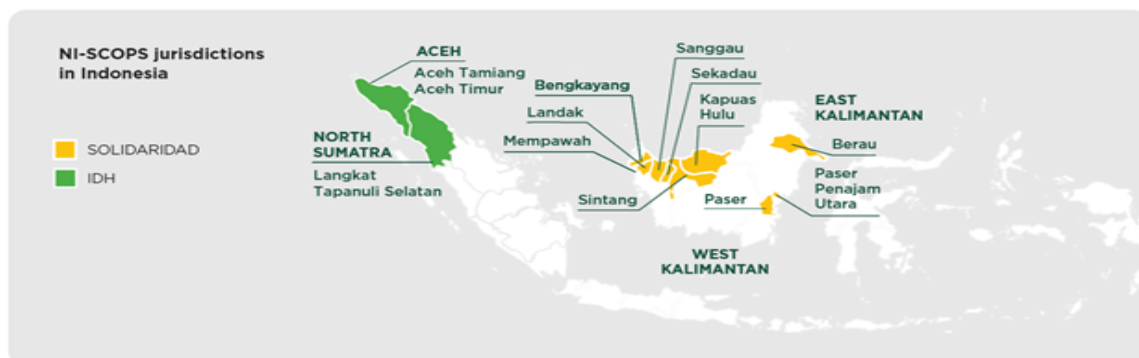 NI-SCOPS jurisdictions
in Indonesia
SOLIDARIDAD
IDH
ACEH
Aceh Tamiang
Aceh Timur
NORTH
SUMATRA
Langkat
Tapanuli Selatan
Sanggau
Sekadau
Bengkayang
Kapuas
Hulu
Landak
Mempawah
Sintang
WEST
KALIMANTAN
EAST
KALIMANTAN
Berau
Paser
Penajam
Utara
Paser